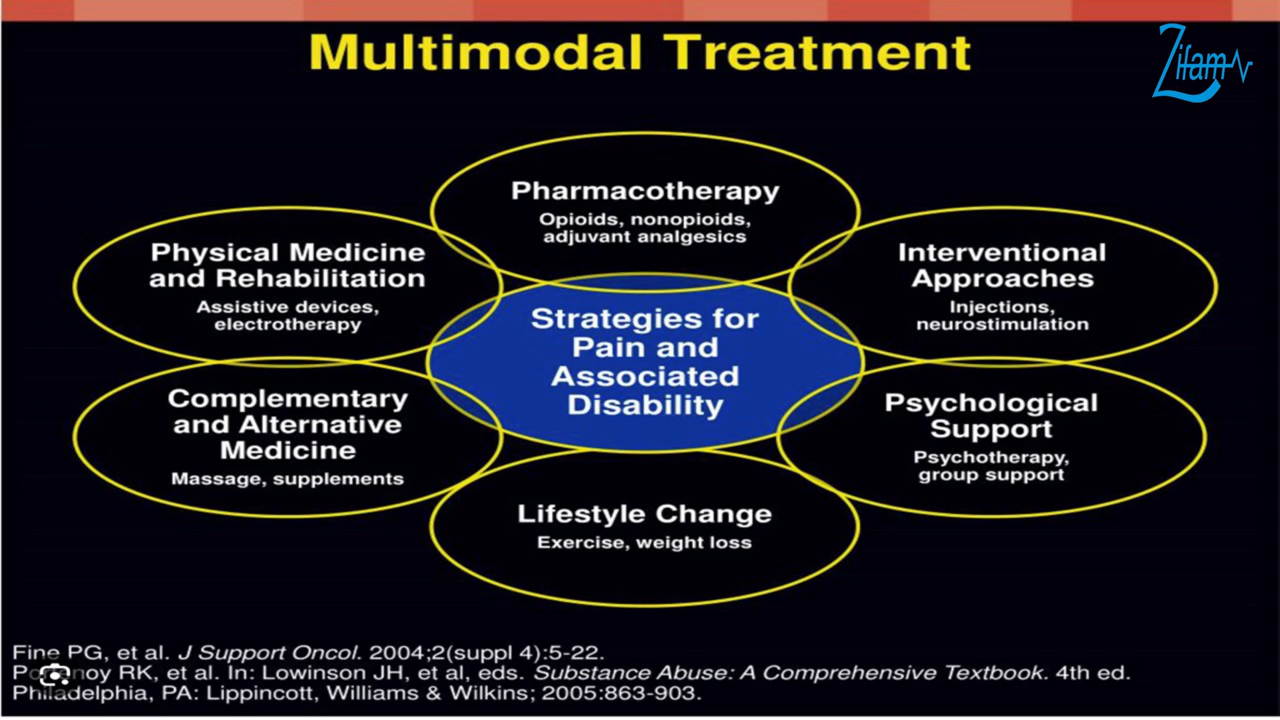 Multimodal Treatment
Zifam
Pharmacotherapy
Opioids, nonopioids,
adjuvant analgesics
Physical Medicine
and Rehabilitation
Assistive devices,
electrotherapy
Interventional
Approaches
Injections,
neurostimulation
Strategies for
Pain and
Associated
Disability
Complementary
and Alternative
Medicine
Massage, supplements
Psychological
Support
Psychotherapy,
group support
Lifestyle Change
Exercise, weight loss
Fine PG, et al. J Support Oncol. 2004;2(suppl 4):5-22.
RK, et al. In: Lowinson JH, et al, eds. Substance Abuse: A Comprehensive Textbook. 4th ed.
Philadelphia, PA: Lippincott, Williams & Wilkins; 2005:863-903.